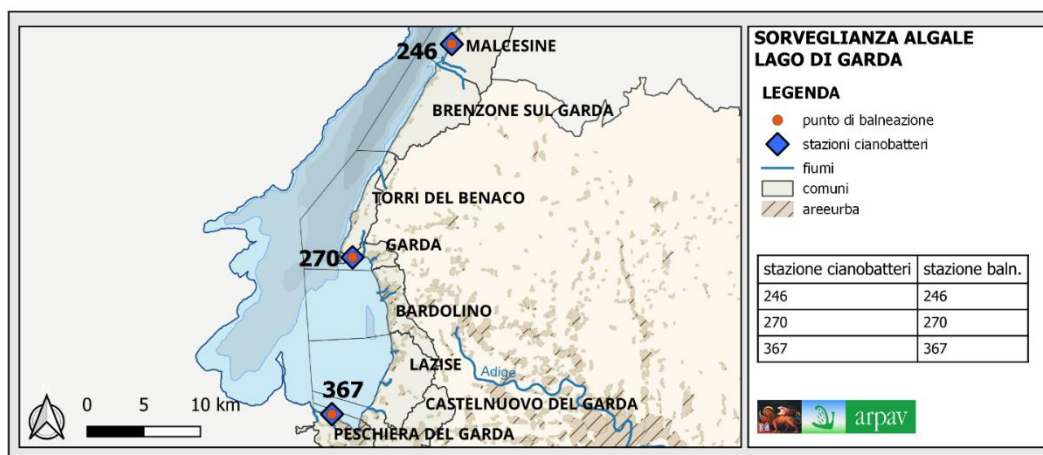 246
MALCESINE
BRENZONE SUL GARDA
TORRI DEL BENACO
270
GARDA
BARDOLINO
LAZISE
367
Adige
CASTELNUOVO DEL GARDA
PESCHIERA DEL GARDA
0 5 10 km
SORVEGLIANZA ALGALE
LAGO DI GARDA
LEGENDA
punto di balneazione
stazioni cianobatteri
fiumi
comuni
areeurba
stazione cianobatteri stazione baln.
246 246
270 270
367 367
arpav